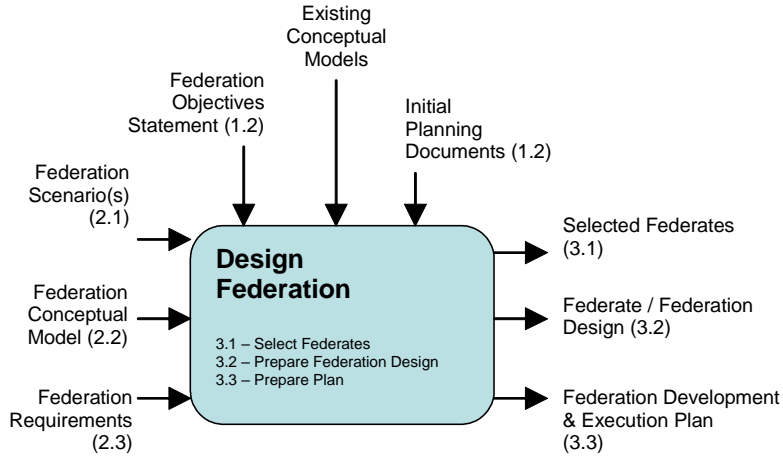 Existing
Conceptual
Models
Federation
Objectives
Statement (1.2)
Initial
Planning
Documents (1.2)
Federation
Scenario(s)
(2.1)
Federation
Conceptual
Model (2.2)
Federation
Requirements
(2.3)
Design
Federation
3.1 – Select Federates
3.2 – Prepare Federation Design
3.3 – Prepare Plan
Selected Federates
(3.1)
Federate / Federation
Design (3.2)
Federation Development
& Execution Plan
(3.3)